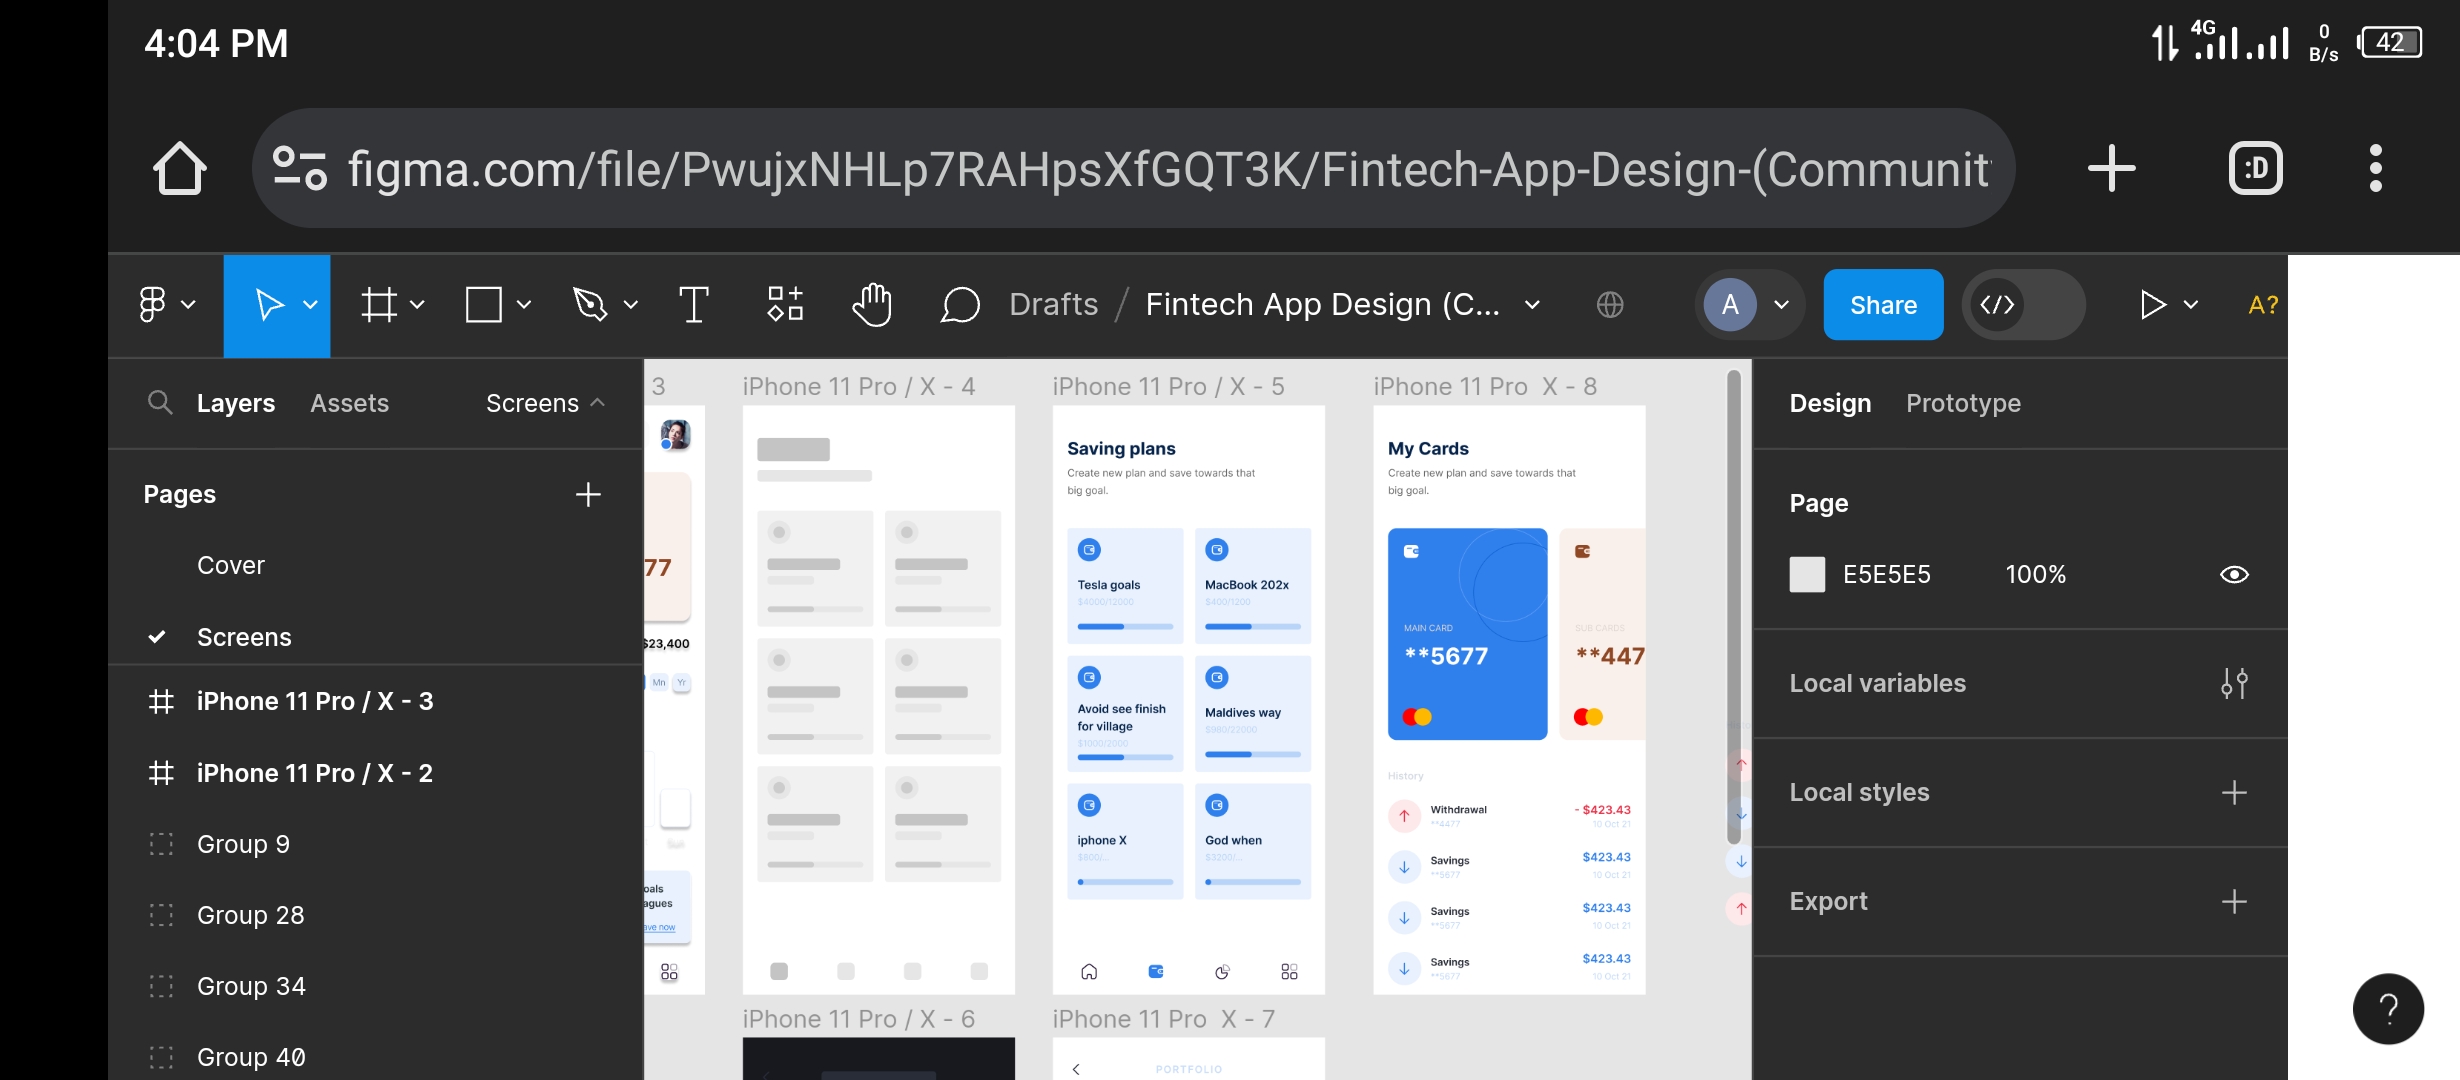 4:04 PM
4G
0 B/s
42
figma.com/file/PwujxNHLp7RAHpsXfGQT3K/Fintech-App-Design-(Communit
:D
Drafts / Fintech App Design (C...
A
Share
A?
Layers Assets Screens
Pages
Cover
Screens
iPhone 11 Pro / X - 3
iPhone 11 Pro / X - 2
Group 9
Group 28
Group 34
Group 40
3
77
$23,400
Mn Yr
Sun
oals
agues
ave now
iPhone 11 Pro / X - 4
iPhone 11 Pro / X - 5
Saving plans
Create new plan and save towards that
big goal.
Tesla goals
$4000/12000
MacBook 202x
$400/1200
Avoid see finish
for village
$1000/2000
Maldives way
$980/22000
iphone X
$800/...
God when
$3200/...
iPhone 11 Pro X - 8
My Cards
Create new plan and save towards that
big goal.
MAIN CARD
**5677
SUB CARDS
**447
History
Withdrawal - $423.43
**4477 10 Oct 21
Savings $423.43
**5677 10 Oct 21
Savings $423.43
**5677 10 Oct 21
Savings $423.43
**5677 10 Oct 21
iPhone 11 Pro / X - 6
iPhone 11 Pro X - 7
PORTFOLIO
Design Prototype
Page
E5E5E5 100%
Local variables
Local styles
Export
?